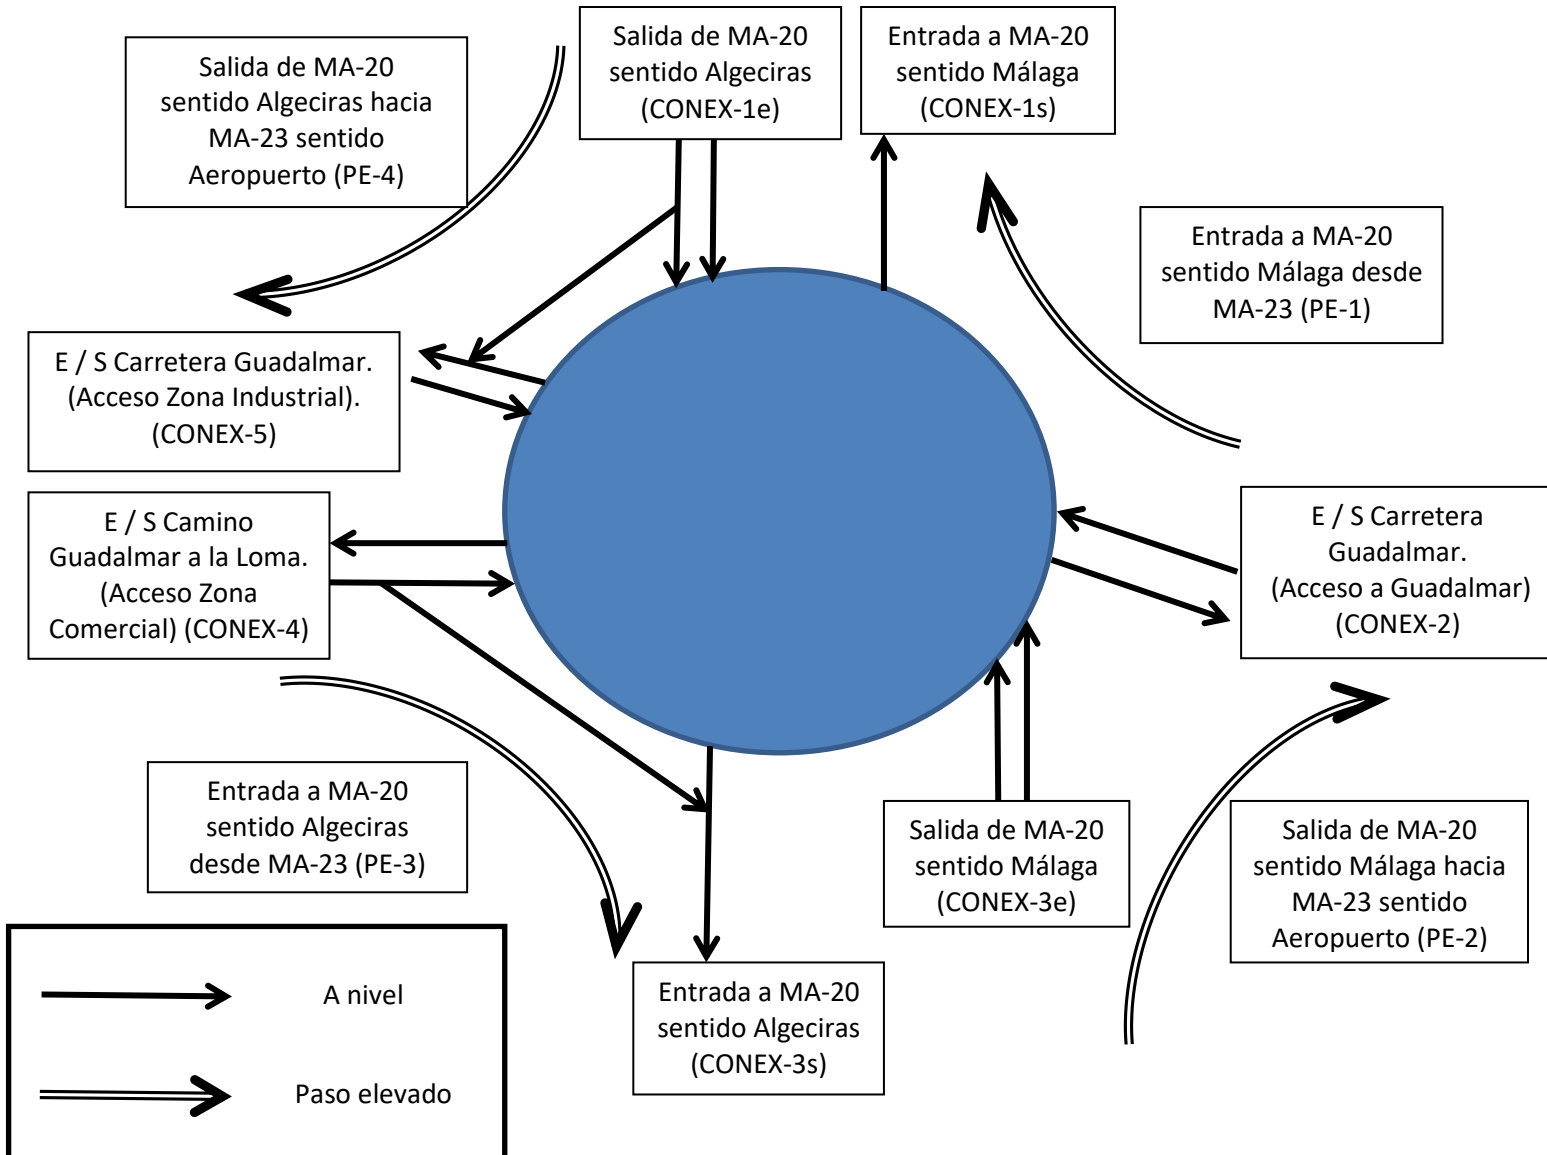 Salida de MA-20
sentido Algeciras hacia
MA-23 sentido
Aeropuerto (PE-4)
Salida de MA-20
sentido Algeciras
(CONEX-1e)
Entrada a MA-20
sentido Málaga
(CONEX-1s)
Entrada a MA-20
sentido Málaga desde
MA-23 (PE-1)
E / S Carretera Guadalmar.
(Acceso Zona Industrial).
(CONEX-5)
E / S Camino
Guadalmar a la Loma.
(Acceso Zona
Comercial) (CONEX-4)
E / S Carretera
Guadalmar.
(Acceso a Guadalmar)
(CONEX-2)
Entrada a MA-20
sentido Algeciras
desde MA-23 (PE-3)
Salida de MA-20
sentido Málaga
(CONEX-3e)
Salida de MA-20
sentido Málaga hacia
MA-23 sentido
Aeropuerto (PE-2)
Entrada a MA-20
sentido Algeciras
(CONEX-3s)
A nivel
Paso elevado